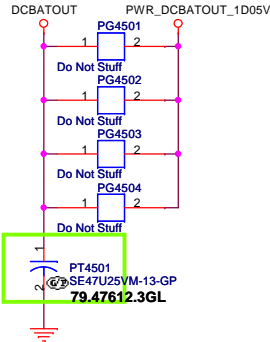 DCBATOUT PWR_DCBATOUT_1D05V
PG4501
1 2
Do Not Stuff
PG4502
1 2
Do Not Stuff
PG4503
1 2
Do Not Stuff
PG4504
1 2
Do Not Stuff
1
PT4501
2 SE47U25VM-13-GP
79.47612.3GL